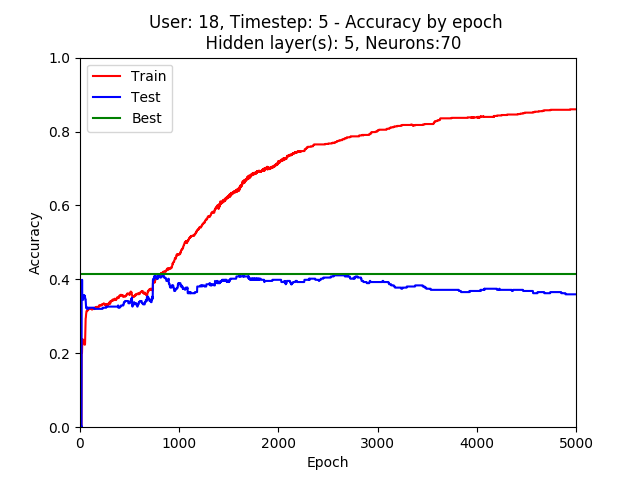 User: 18, Timestep: 5 - Accuracy by epoch
Hidden layer(s): 5, Neurons:70
1.0
0.8
0.6
0.4
0.2
0.0
Accuracy
Train
Test
Best
0 1000 2000 3000 4000 5000
Epoch